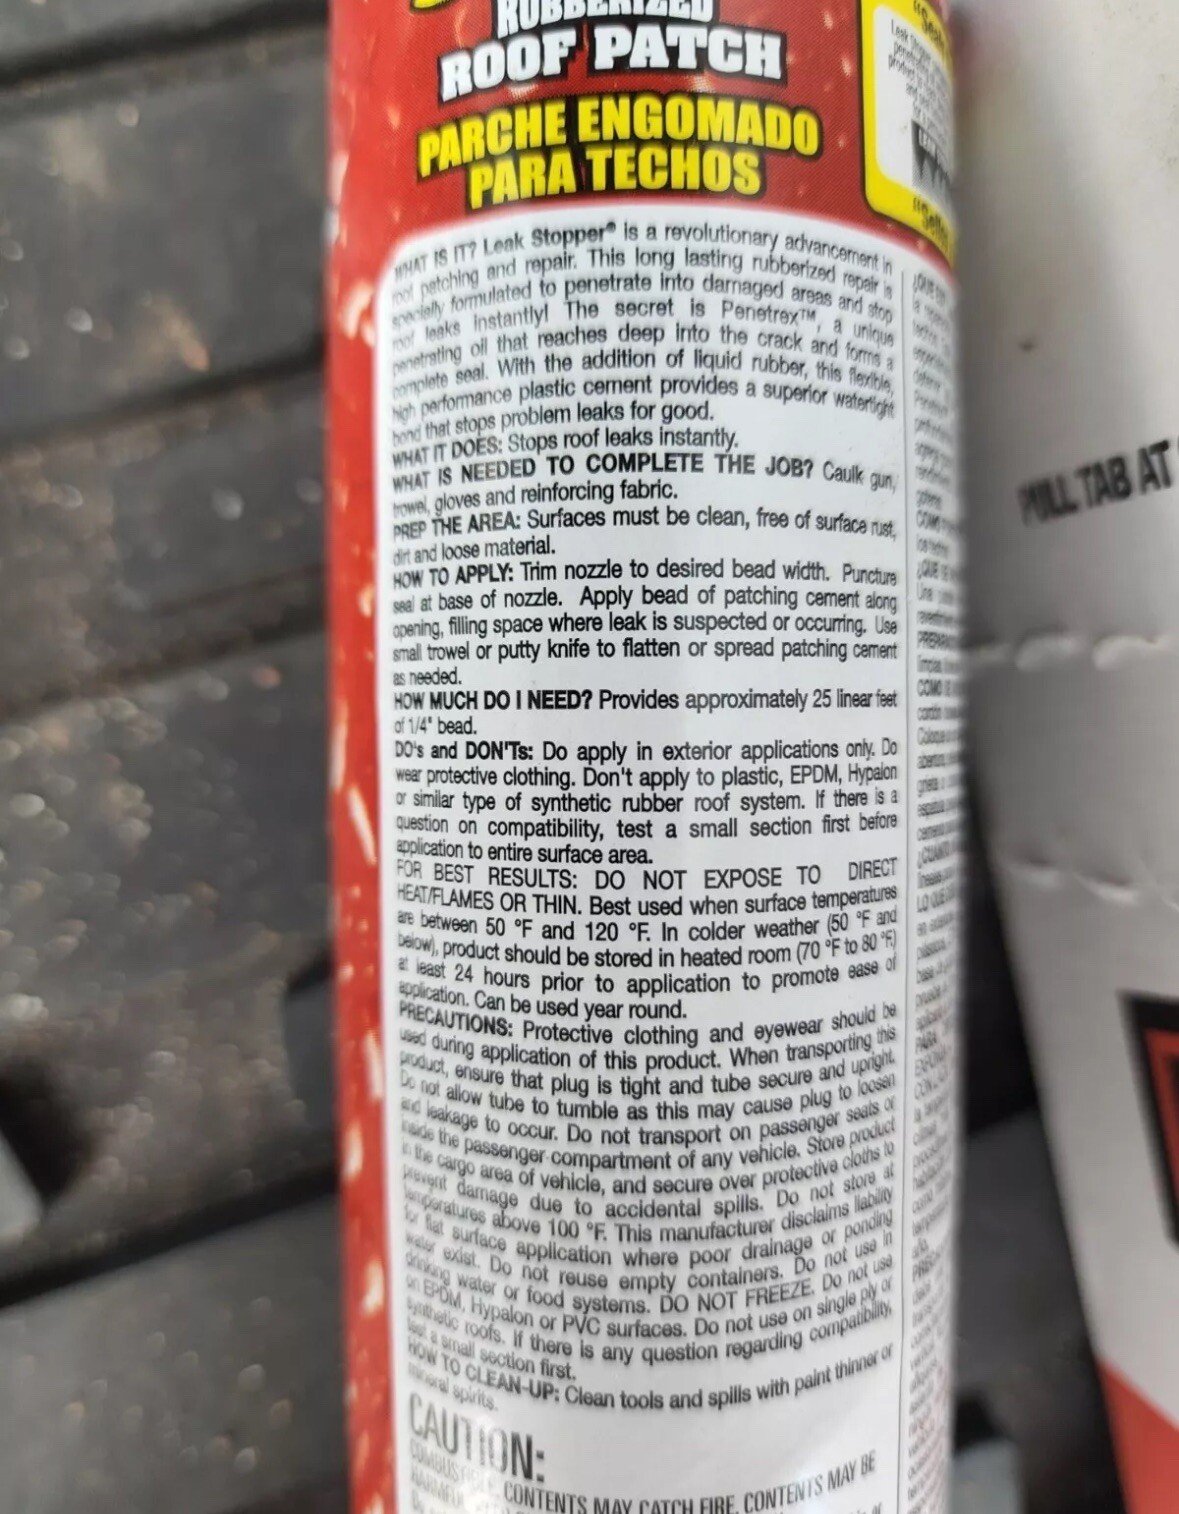 RUBBERIZED
ROOF PATCH
PARCHE ENGOMADO
PARA TECHOS
WHAT IS IT? Leak Stopper® is a revolutionary advancement in
roof patching and repair. This long lasting rubberized repair is
specially formulated to penetrate into damaged areas and stop
roof leaks instantly! The secret is Penetrex™, a unique
penetrating oil that reaches deep into the crack and forms a
complete seal. With the addition of liquid rubber, this flexible,
high performance plastic cement provides a superior watertight
bond that stops problem leaks for good.
WHAT IT DOES: Stops roof leaks instantly.
WHAT IS NEEDED TO COMPLETE THE JOB? Caulk gun,
trowel, gloves and reinforcing fabric.
PREP THE AREA: Surfaces must be clean, free of surface rust,
dirt and loose material.
HOW TO APPLY: Trim nozzle to desired bead width. Puncture
seal at base of nozzle. Apply bead of patching cement along
opening, filling space where leak is suspected or occurring. Use
small trowel or putty knife to flatten or spread patching cement
as needed.
HOW MUCH DO I NEED? Provides approximately 25 linear feet
of 1/4" bead.
DO's and DON'Ts: Do apply in exterior applications only. Do
wear protective clothing. Don't apply to plastic, EPDM, Hypalon
or similar type of synthetic rubber roof system. If there is a
question on compatibility, test a small section first before
application to entire surface area.
FOR BEST RESULTS: DO NOT EXPOSE TO DIRECT
HEAT/FLAMES OR THIN. Best used when surface temperatures
are between 50 °F and 120 °F. In colder weather (50 °F and
below), product should be stored in heated room (70 °F to 80 °F)
at least 24 hours prior to application to promote ease of
application. Can be used year round.
PRECAUTIONS: Protective clothing and eyewear should be
used during application of this product. When transporting this
product, ensure that plug is tight and tube secure and upright.
Do not allow tube to tumble as this may cause plug to loosen
and leakage to occur. Do not transport on passenger seats or
inside the passenger compartment of any vehicle. Store product
in the cargo area of vehicle, and secure over protective cloths to
prevent damage due to accidental spills. Do not store at
temperatures above 100 °F. This manufacturer disclaims liability
for flat surface application where poor drainage or ponding
water exist. Do not reuse empty containers. Do not use in
drinking water or food systems. DO NOT FREEZE. Do not use
on EPDM, Hypalon or PVC surfaces. Do not use on single ply or
synthetic roofs. If there is any question regarding compatibility,
test a small section first.
HOW TO CLEAN-UP: Clean tools and spills with paint thinner or
mineral spirits.
CAUTION:
COMBUSTIBLE. CONTENTS MAY CATCH FIRE. CONTENTS MAY BE
HARMFUL
PULL TAB AT